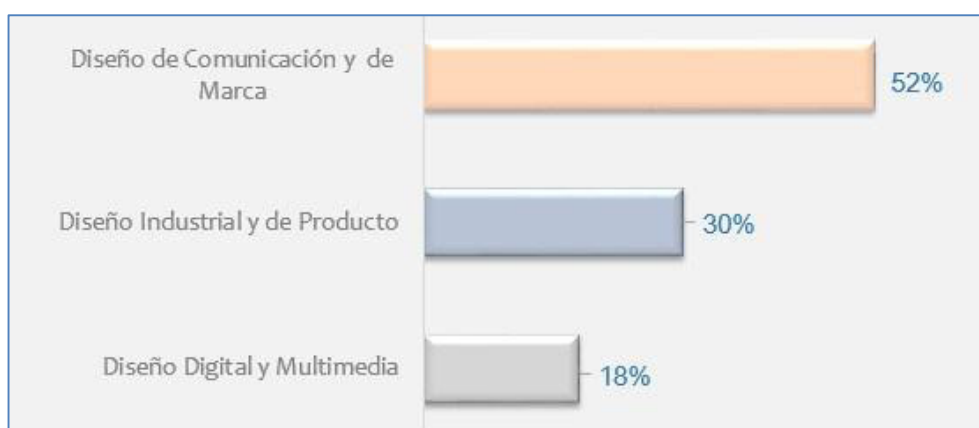 Diseño de Comunicación y de
Marca
52%
Diseño Industrial y de Producto
30%
Diseño Digital y Multimedia
18%